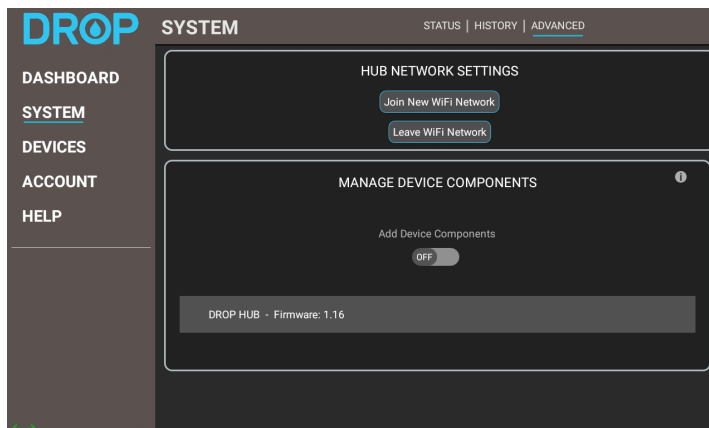 DROP
SYSTEM
STATUS | HISTORY | ADVANCED
DASHBOARD
SYSTEM
DEVICES
ACCOUNT
HELP
HUB NETWORK SETTINGS
Join New WiFi Network
Leave WiFi Network
MANAGE DEVICE COMPONENTS
i
Add Device Components
OFF
DROP HUB - Firmware: 1.16